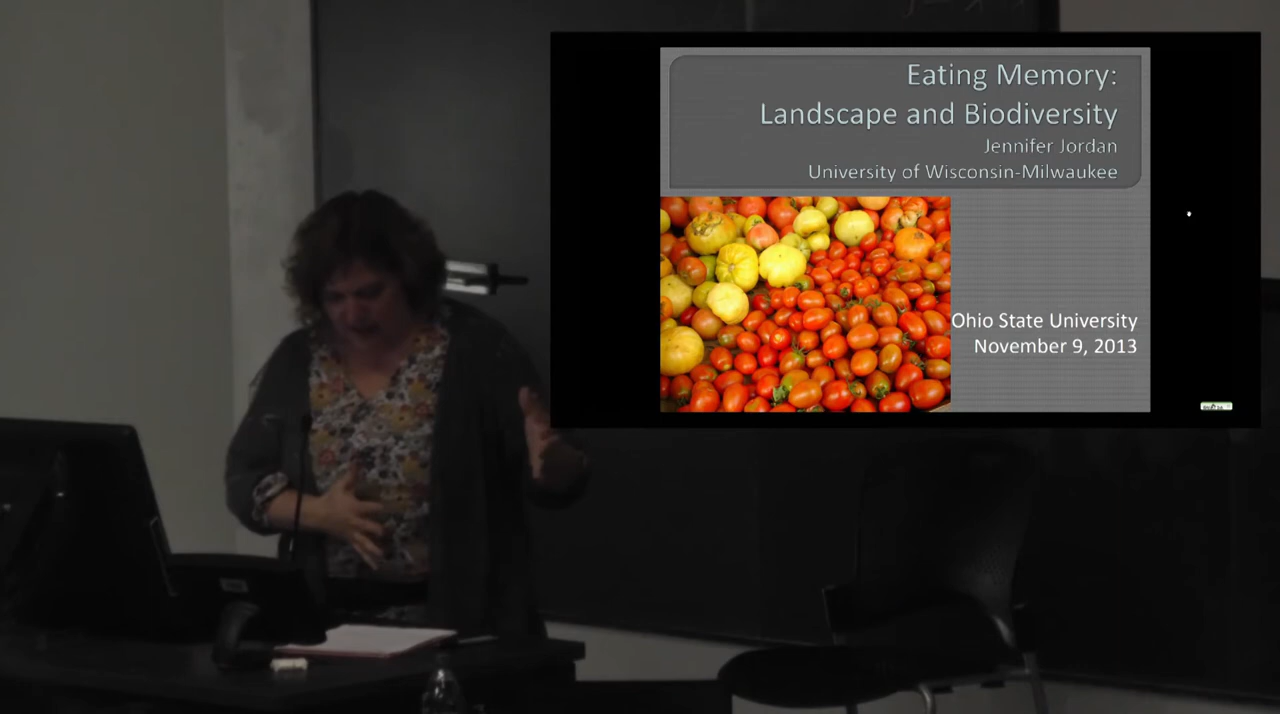 Eating Memory:
Landscape and Biodiversity
Jennifer Jordan
University of Wisconsin-Milwaukee
Ohio State University
November 9, 2013